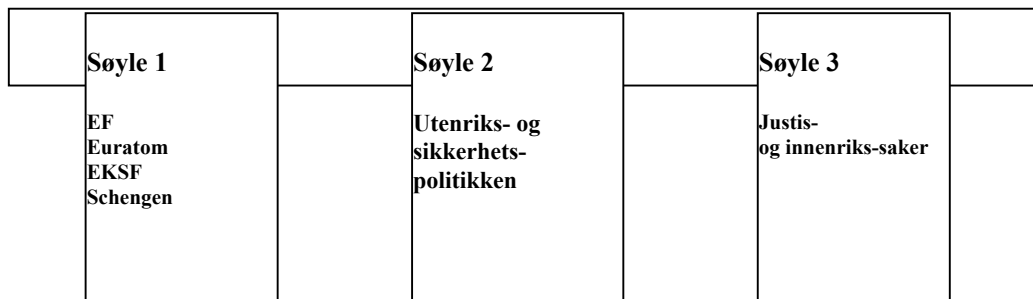 Søyle 1
EF
Euratom
EKSF
Schengen
Søyle 2
Utenriks- og
sikkerhets-
politikken
Søyle 3
Justis-
og innenriks-saker